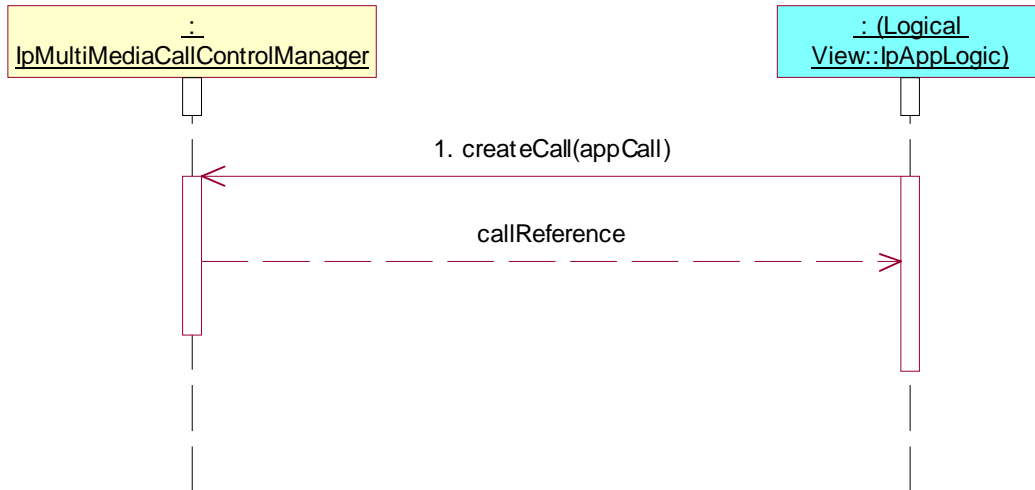 :
IpMultiMediaCallControlManager
: (Logical
View::IpAppLogic)
1. createCall(appCall)
callReference